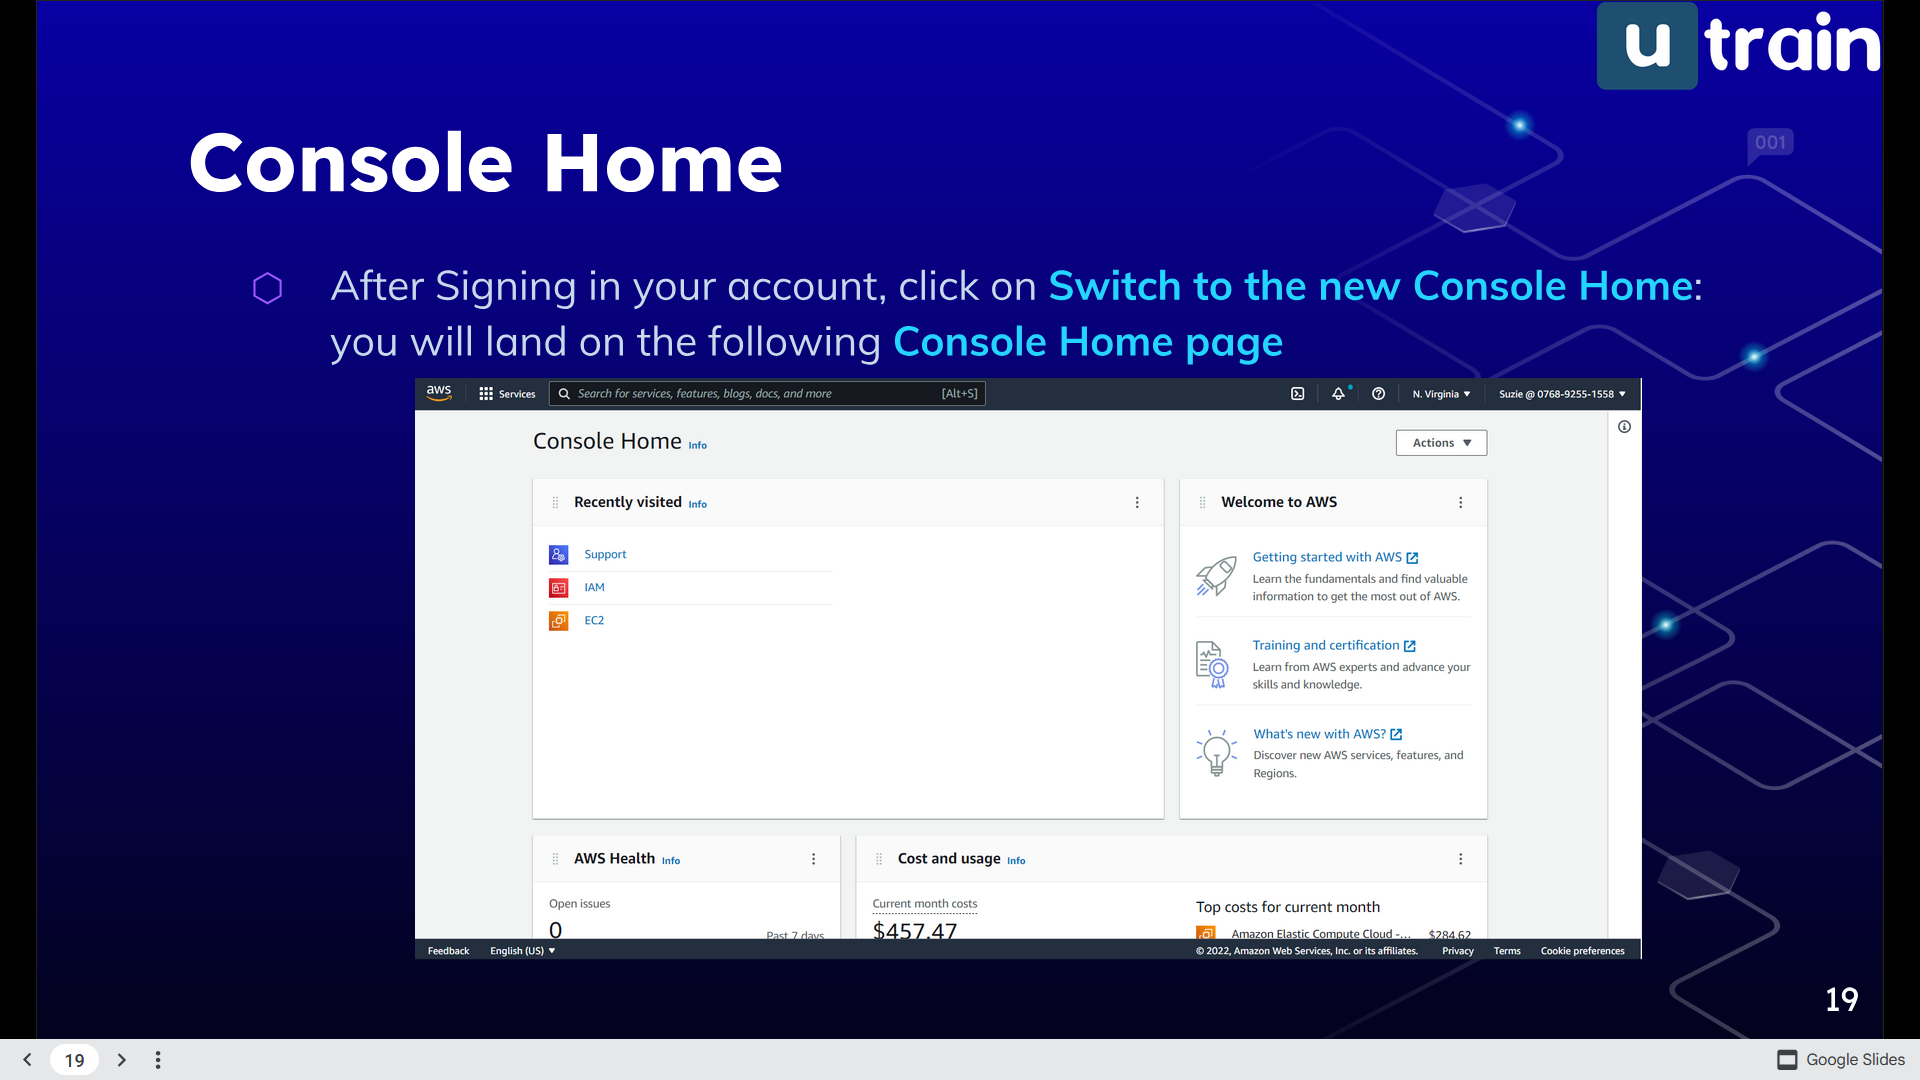 u train
001
Console Home
After Signing in your account, click on Switch to the new Console Home:
you will land on the following Console Home page
aws Services Search for services, features, blogs, docs, and more [Alt+S] N. Virginia ▼ Suzie @ 0768-9255-1558 ▼
Console Home Info
Actions ▼
Recently visited Info
Support
IAM
EC2
Welcome to AWS
Getting started with AWS
Learn the fundamentals and find valuable
information to get the most out of AWS.
Training and certification
Learn from AWS experts and advance your
skills and knowledge.
What's new with AWS?
Discover new AWS services, features, and
Regions.
AWS Health Info
Open issues
0
Past 7 days
Cost and usage Info
Current month costs
$457.47
Top costs for current month
Amazon Elastic Compute Cloud -... $284.62
Feedback English (US) ▼ © 2022, Amazon Web Services, Inc. or its affiliates. Privacy Terms Cookie preferences
19
19
Google Slides